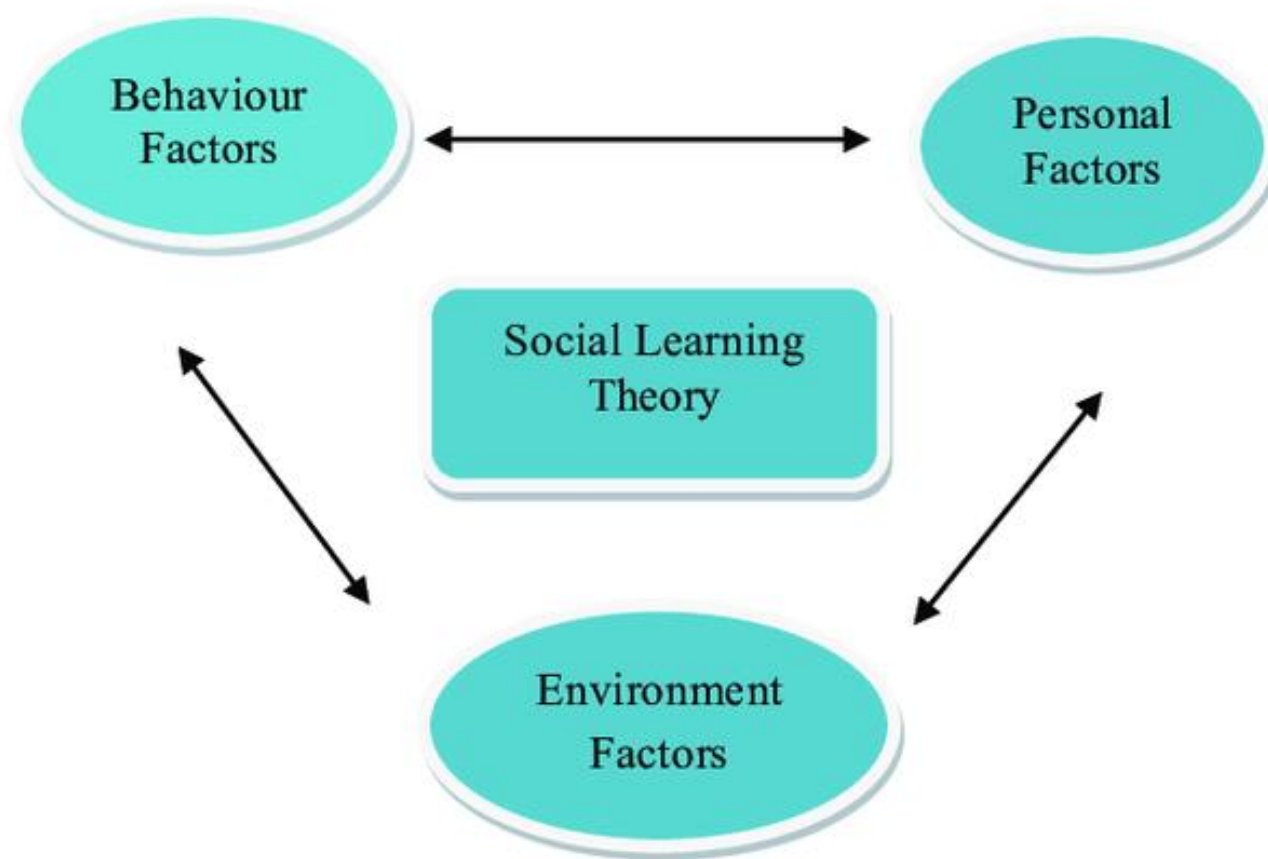 Behaviour
Factors
Personal
Factors
Social Learning
Theory
Environment
Factors